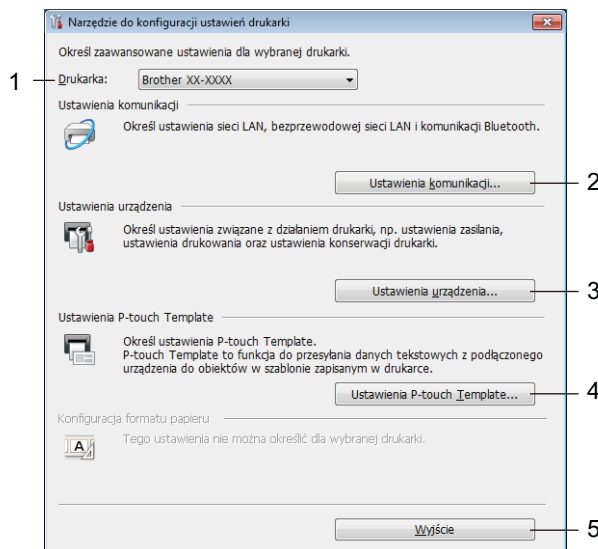 Narzędzie do konfiguracji ustawień drukarki
Określ zaawansowane ustawienia dla wybranej drukarki.
1
Drukarka: Brother XX-XXXX
Ustawienia komunikacji
Określ ustawienia sieci LAN, bezprzewodowej sieci LAN i komunikacji Bluetooth.
Ustawienia komunikacji... 2
Ustawienia urządzenia
Określ ustawienia związane z działaniem drukarki, np. ustawienia zasilania,
ustawienia drukowania oraz ustawienia konserwacji drukarki.
Ustawienia urządzenia... 3
Ustawienia P-touch Template
Określ ustawienia P-touch Template.
P-touch Template to funkcja do przesyłania danych tekstowych z podłączonego
urządzenia do obiektów w szablonie zapisanym w drukarce.
Ustawienia P-touch Template... 4
Konfiguracja formatu papieru
A
Tego ustawienia nie można określić dla wybranej drukarki.
Wyjście 5